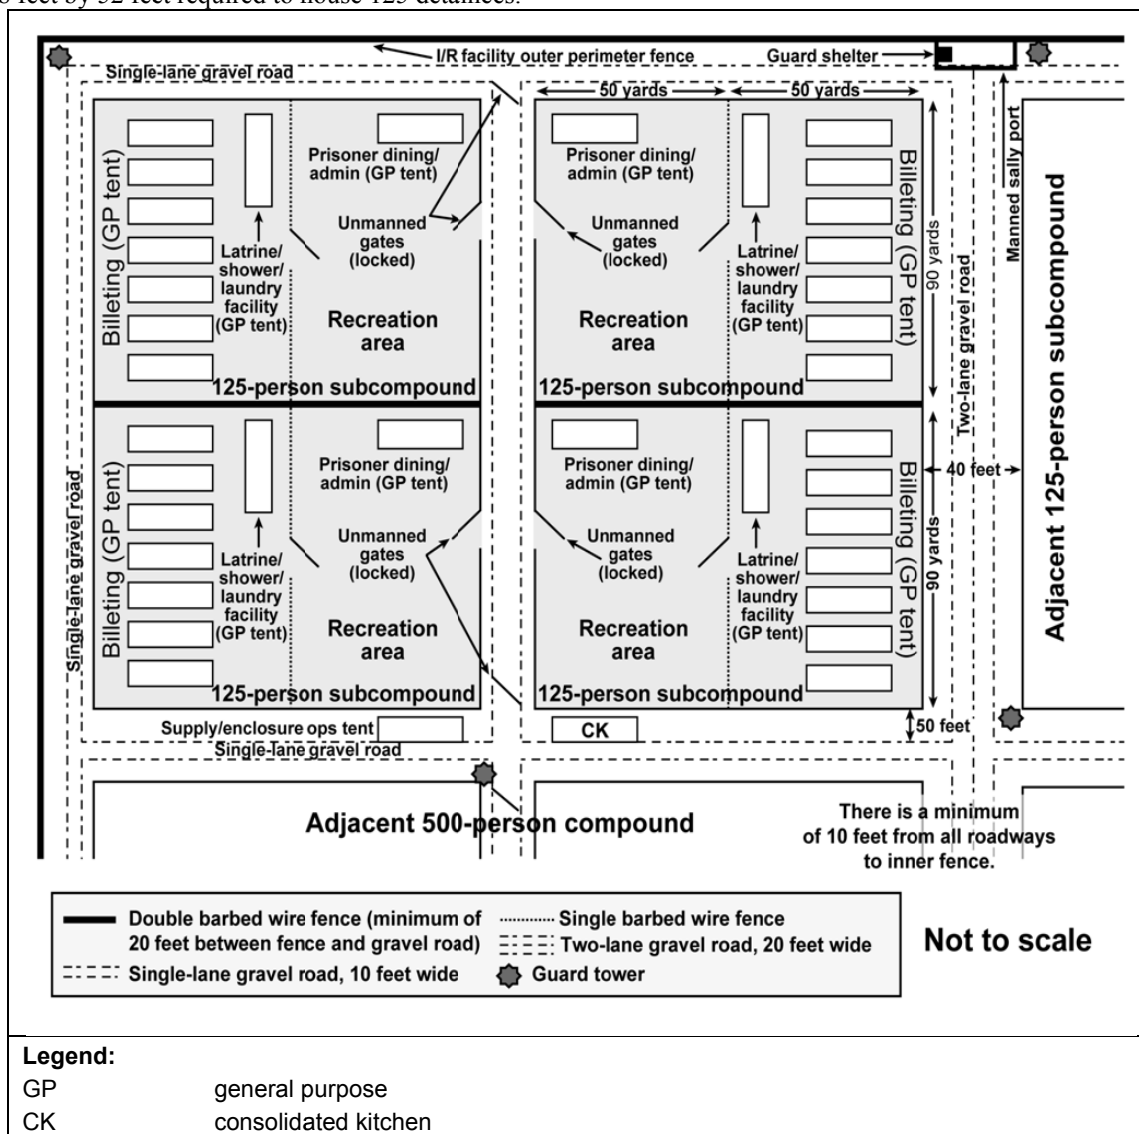 feet by 52 feet required to house 125 detainees.
I/R facility outer perimeter fence
Guard shelter
Single-lane gravel road
50 yards
50 yards
Billeting (GP tent)
Prisoner dining/
admin (GP tent)
Unmanned
gates
(locked)
Latrine/
shower/
laundry
facility
(GP tent)
Recreation
area
125-person subcompound
Prisoner dining/
admin (GP tent)
Unmanned
gates
(locked)
Latrine/
shower/
laundry
facility
(GP tent)
Recreation
area
125-person subcompound
Billeting (GP tent)
90 yards
Two-lane gravel road
Manned sally port
Adjacent 125-person subcompound
Single-lane gravel road
Billeting (GP tent)
Prisoner dining/
admin (GP tent)
Unmanned
gates
(locked)
Latrine/
shower/
laundry
facility
(GP tent)
Recreation
area
125-person subcompound
Prisoner dining/
admin (GP tent)
Unmanned
gates
(locked)
Latrine/
shower/
laundry
facility
(GP tent)
Recreation
area
125-person subcompound
Billeting (GP tent)
40 feet
90 yards
Supply/enclosure ops tent
CK
50 feet
Single-lane gravel road
Adjacent 500-person compound
There is a minimum
of 10 feet from all roadways
to inner fence.
Double barbed wire fence (minimum of
20 feet between fence and gravel road)
Single-lane gravel road, 10 feet wide
Single barbed wire fence
Two-lane gravel road, 20 feet wide
Guard tower
Not to scale
Legend:
GP general purpose
CK consolidated kitchen